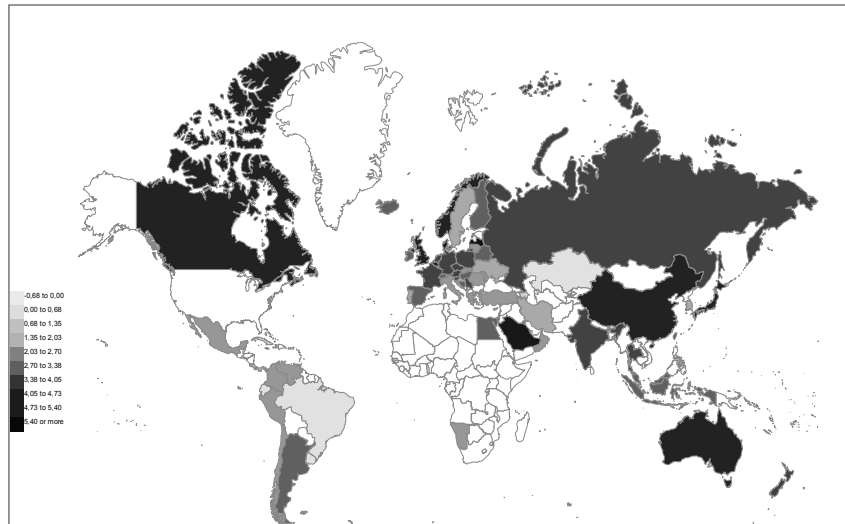 -0,68 to 0,00
0,00 to 0,68
0,68 to 1,35
1,35 to 2,03
2,03 to 2,70
2,70 to 3,38
3,38 to 4,05
4,05 to 4,73
4,73 to 5,40
5,40 or more